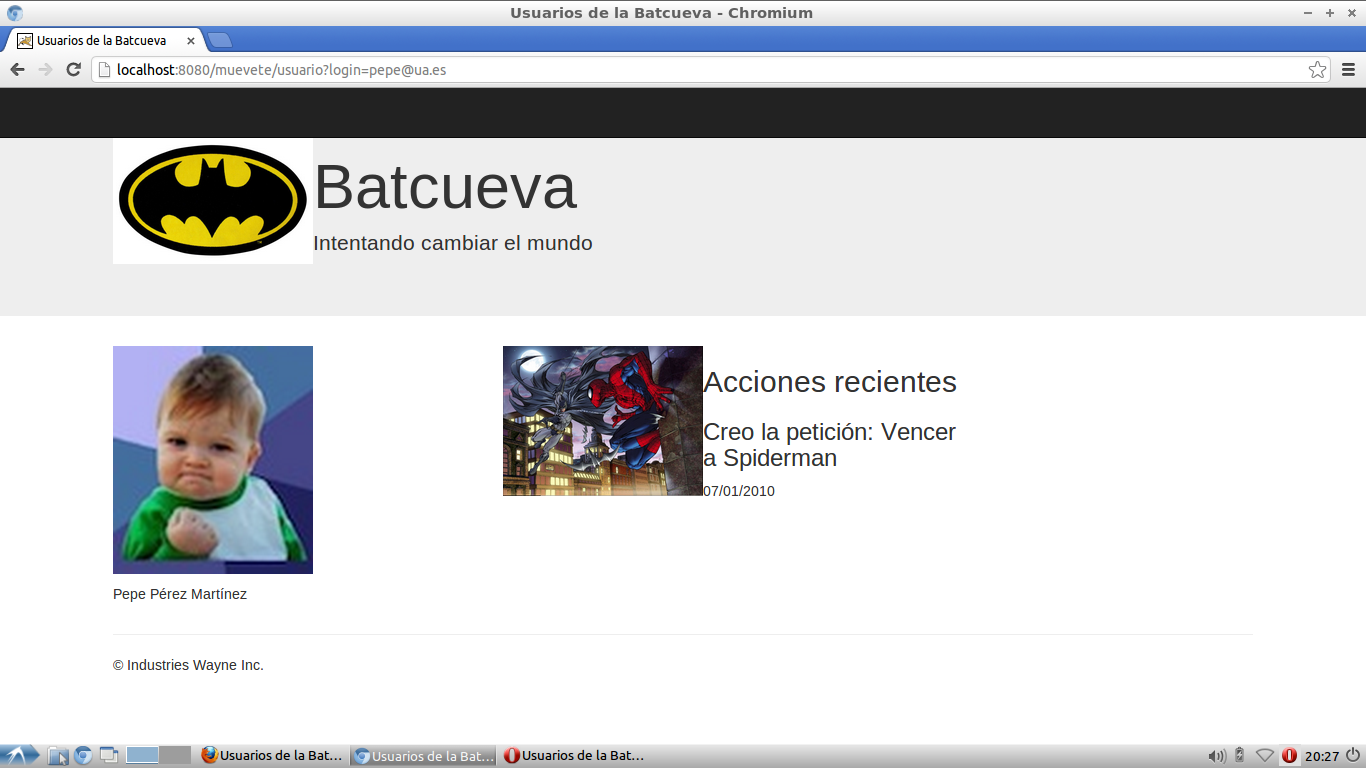 Usuarios de la Batcueva - Chromium
Usuarios de la Batcueva
localhost:8080/muevete/usuario?login=pepe@ua.es
Batcueva
Intentando cambiar el mundo
Acciones recientes
Creo la petición: Vencer
a Spiderman
07/01/2010
Pepe Pérez Martínez
© Industries Wayne Inc.
Usuarios de la Bat... Usuarios de la Bat... Usuarios de la Bat... 20:27